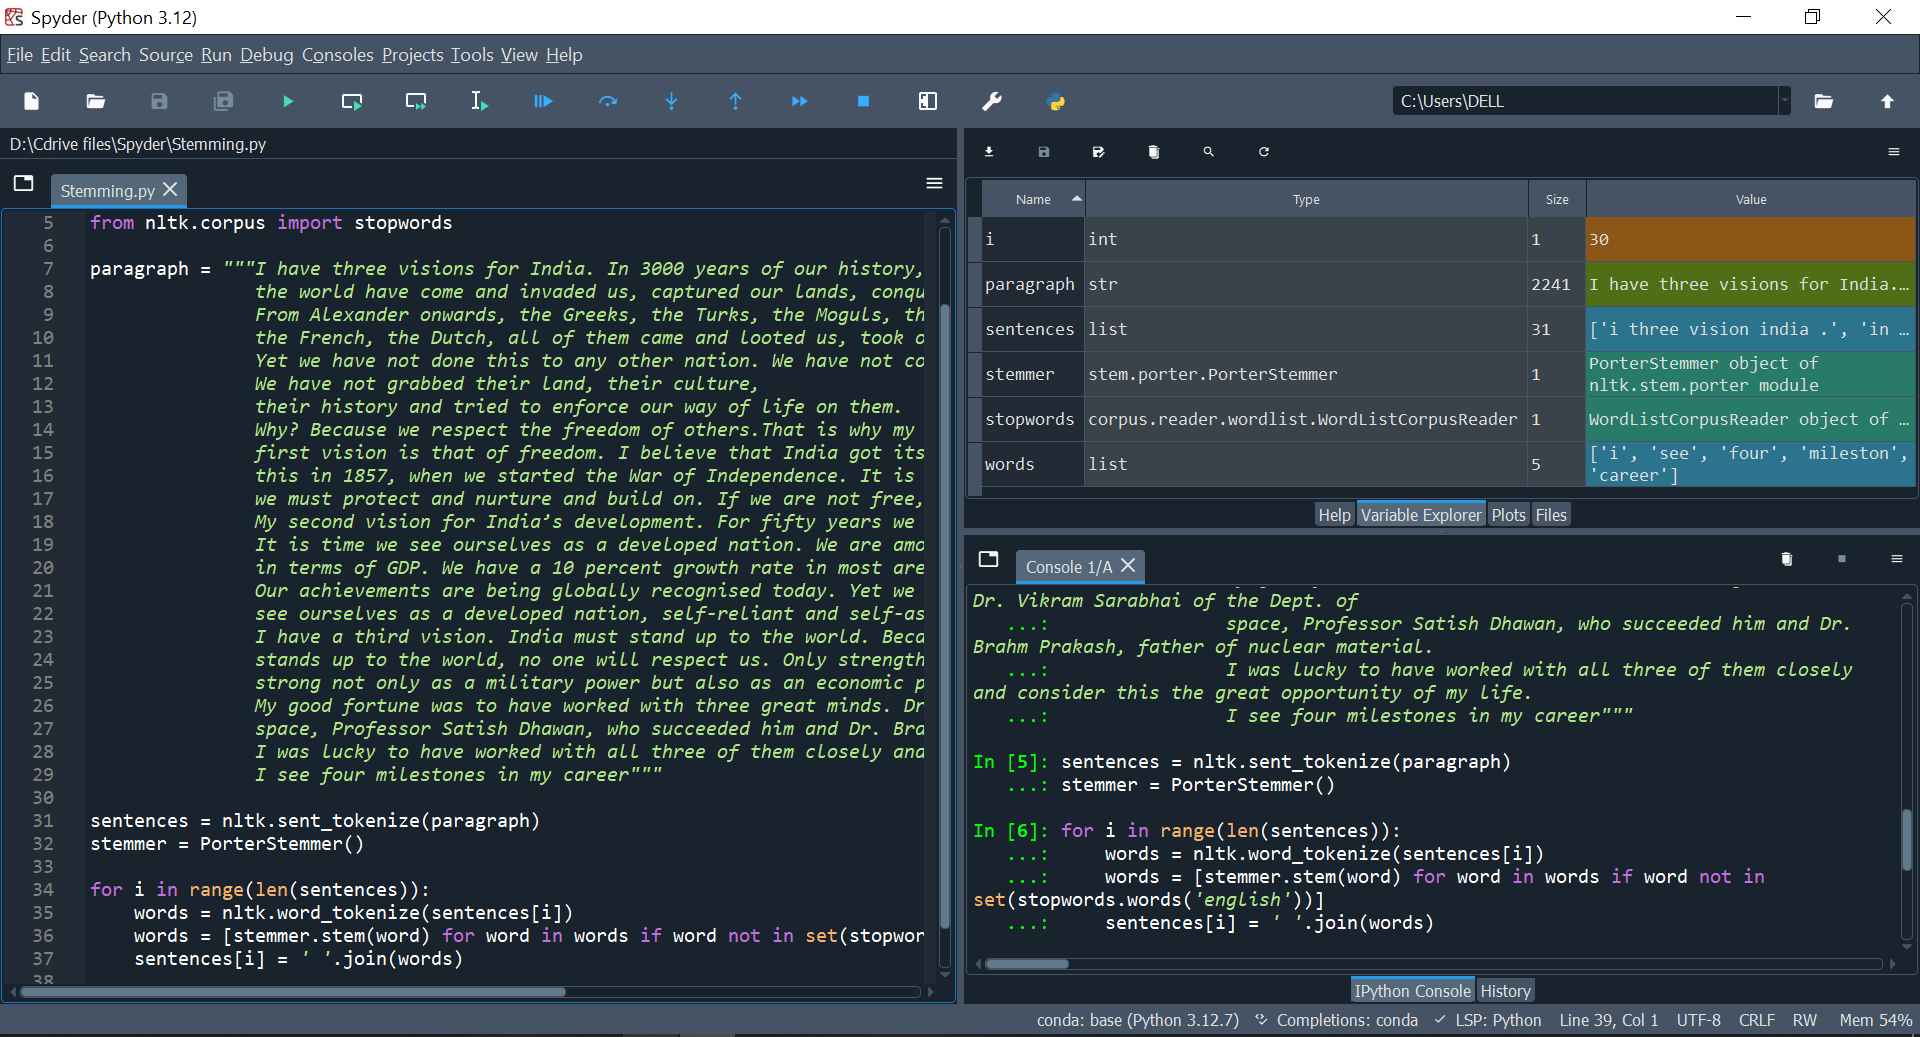 Spyder (Python 3.12)
File Edit Search Source Run Debug Consoles Projects Tools View Help
C:\Users\DELL
D:\Cdrive files\Spyder\Stemming.py
Stemming.py
5 from nltk.corpus import stopwords
6
7 paragraph = """I have three visions for India. In 3000 years of our history,
8 the world have come and invaded us, captured our lands, conqu
9 From Alexander onwards, the Greeks, the Turks, the Moguls, th
10 the French, the Dutch, all of them came and looted us, took o
11 Yet we have not done this to any other nation. We have not co
12 We have not grabbed their land, their culture,
13 their history and tried to enforce our way of life on them.
14 Why? Because we respect the freedom of others.That is why my
15 first vision is that of freedom. I believe that India got its
16 this in 1857, when we started the War of Independence. It is
17 we must protect and nurture and build on. If we are not free,
18 My second vision for India’s development. For fifty years we
19 It is time we see ourselves as a developed nation. We are amo
20 in terms of GDP. We have a 10 percent growth rate in most are
21 Our achievements are being globally recognised today. Yet we
22 see ourselves as a developed nation, self-reliant and self-as
23 I have a third vision. India must stand up to the world. Beca
24 stands up to the world, no one will respect us. Only strength
25 strong not only as a military power but also as an economic p
26 My good fortune was to have worked with three great minds. Dr
27 space, Professor Satish Dhawan, who succeeded him and Dr. Bra
28 I was lucky to have worked with all three of them closely and
29 I see four milestones in my career"""
30
31 sentences = nltk.sent_tokenize(paragraph)
32 stemmer = PorterStemmer()
33
34 for i in range(len(sentences)):
35 words = nltk.word_tokenize(sentences[i])
36 words = [stemmer.stem(word) for word in words if word not in set(stopwor
37 sentences[i] = ' '.join(words)
38
Name Type Size Value
i int 1 30
paragraph str 2241 I have three visions for India.…
sentences list 31 ['i three vision india .', 'in …
stemmer stem.porter.PorterStemmer 1 PorterStemmer object of
nltk.stem.porter module
stopwords corpus.reader.wordlist.WordListCorpusReader 1 WordListCorpusReader object of …
words list 5 ['i', 'see', 'four', 'mileston',
'career']
Help Variable Explorer Plots Files
Console 1/A
Dr. Vikram Sarabhai of the Dept. of
...: space, Professor Satish Dhawan, who succeeded him and Dr.
Brahm Prakash, father of nuclear material.
...: I was lucky to have worked with all three of them closely
and consider this the great opportunity of my life.
...: I see four milestones in my career"""
In [5]: sentences = nltk.sent_tokenize(paragraph)
...: stemmer = PorterStemmer()
In [6]: for i in range(len(sentences)):
...: words = nltk.word_tokenize(sentences[i])
...: words = [stemmer.stem(word) for word in words if word not in
set(stopwords.words('english'))]
...: sentences[i] = ' '.join(words)
IPython Console History
conda: base (Python 3.12.7) Completions: conda LSP: Python Line 39, Col 1 UTF-8 CRLF RW Mem 54%